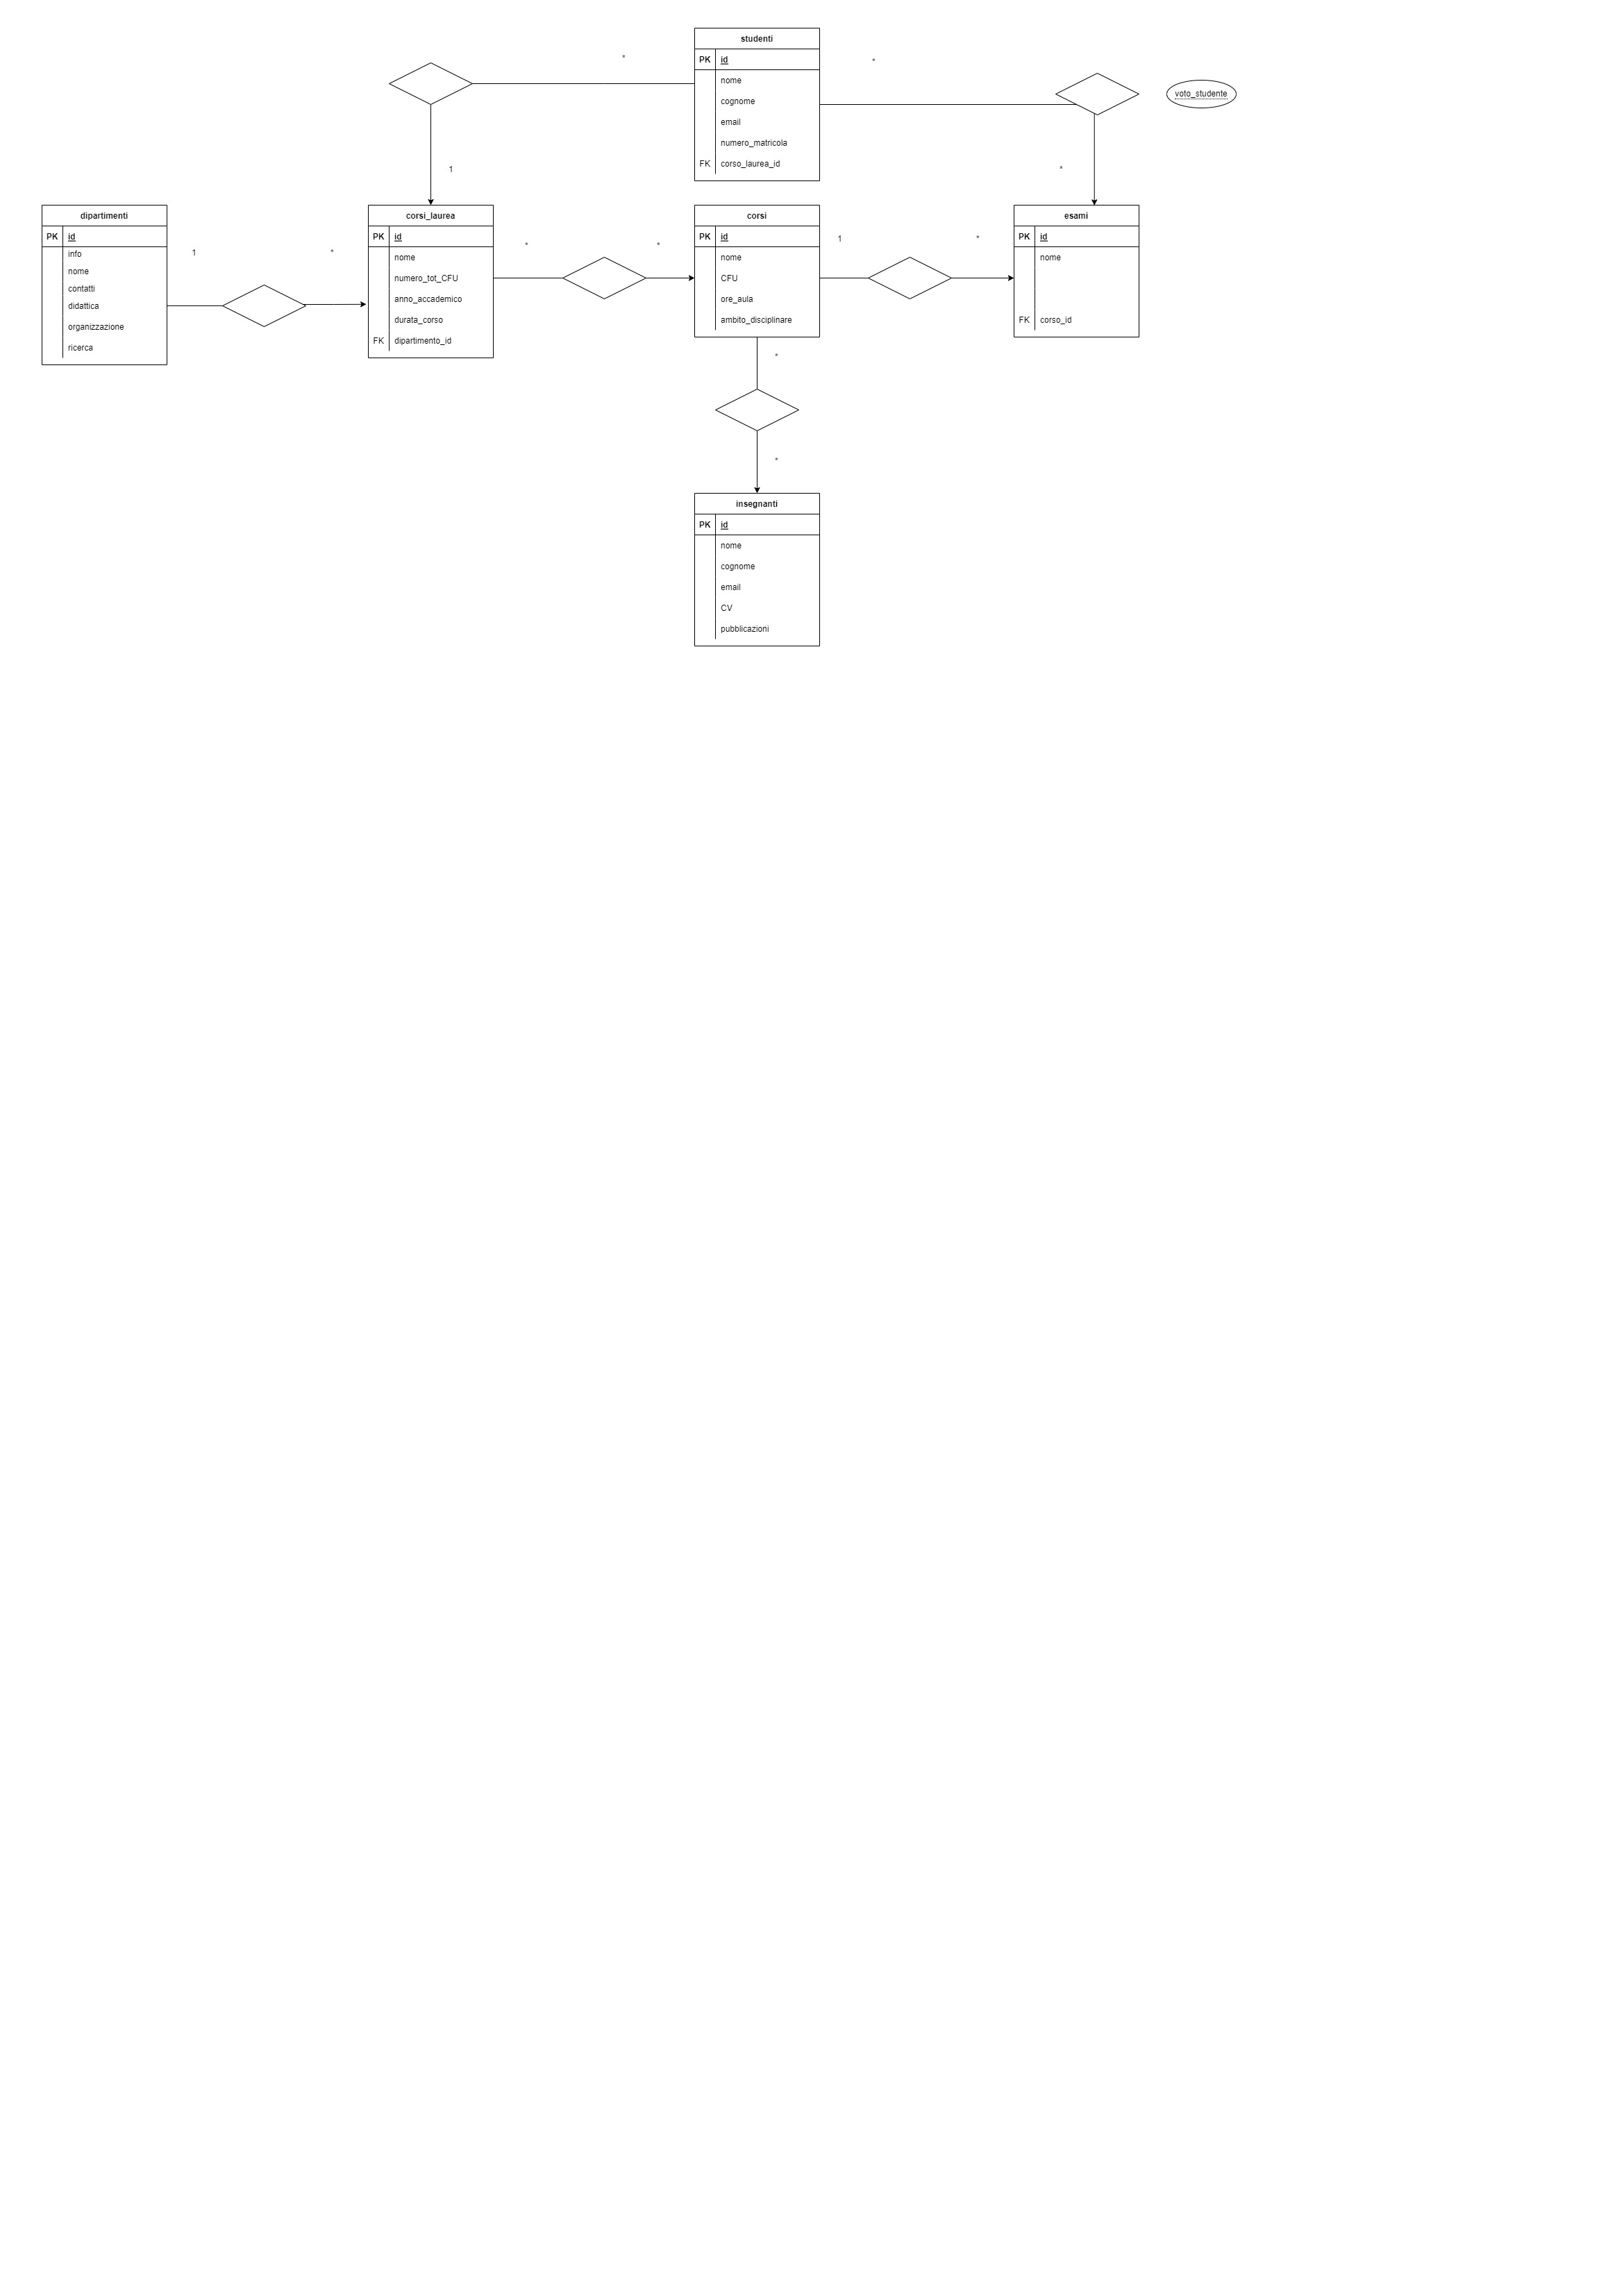 studenti
PK id
nome
cognome
email
numero_matricola
FK corso_laurea_id
*
*
voto_studente
1
*
dipartimenti
PK id
info
nome
contatti
didattica
organizzazione
ricerca
1
*
corsi_laurea
PK id
nome
numero_tot_CFU
anno_accademico
durata_corso
FK dipartimento_id
*
*
corsi
PK id
nome
CFU
ore_aula
ambito_disciplinare
1
*
esami
PK id
nome
FK corso_id
*
*
insegnanti
PK id
nome
cognome
email
CV
pubblicazioni